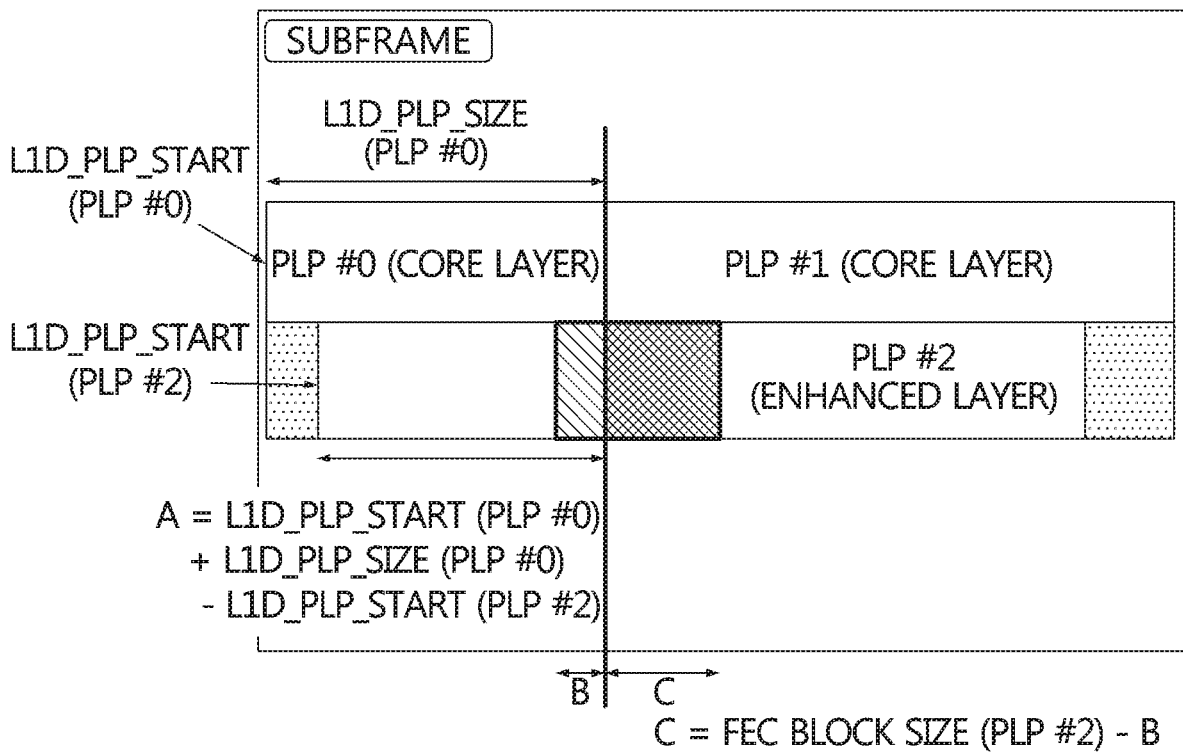 SUBFRAME
L1D_PLP_SIZE
(PLP #0)
L1D_PLP_START
(PLP #0)
PLP #0 (CORE LAYER)
PLP #1 (CORE LAYER)
L1D_PLP_START
(PLP #2)
PLP #2
(ENHANCED LAYER)
A = L1D_PLP_START (PLP #0)
+ L1D_PLP_SIZE (PLP #0)
- L1D_PLP_START (PLP #2)
B
C
C = FEC BLOCK SIZE (PLP #2) - B